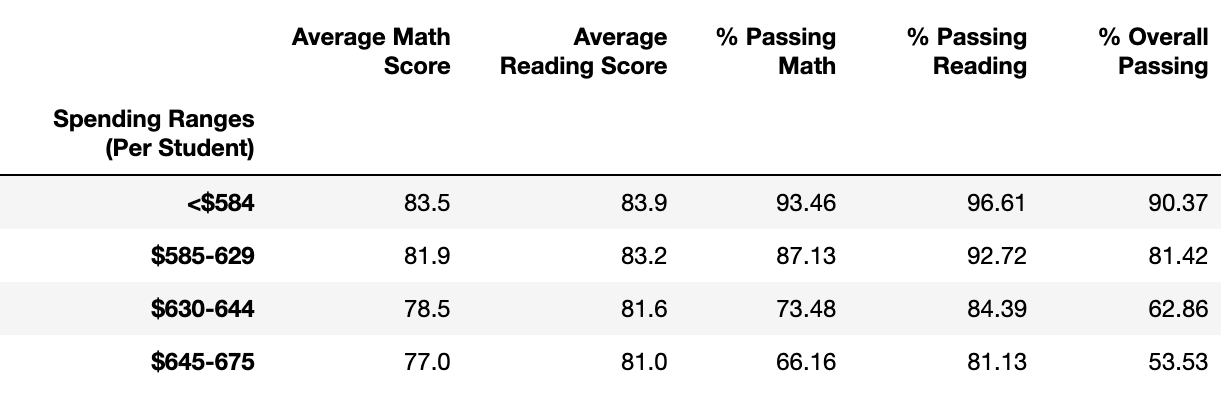 Average Math Score Average Reading Score % Passing Math % Passing Reading % Overall Passing
Spending Ranges (Per Student)
<$584 83.5 83.9 93.46 96.61 90.37
$585-629 81.9 83.2 87.13 92.72 81.42
$630-644 78.5 81.6 73.48 84.39 62.86
$645-675 77.0 81.0 66.16 81.13 53.53